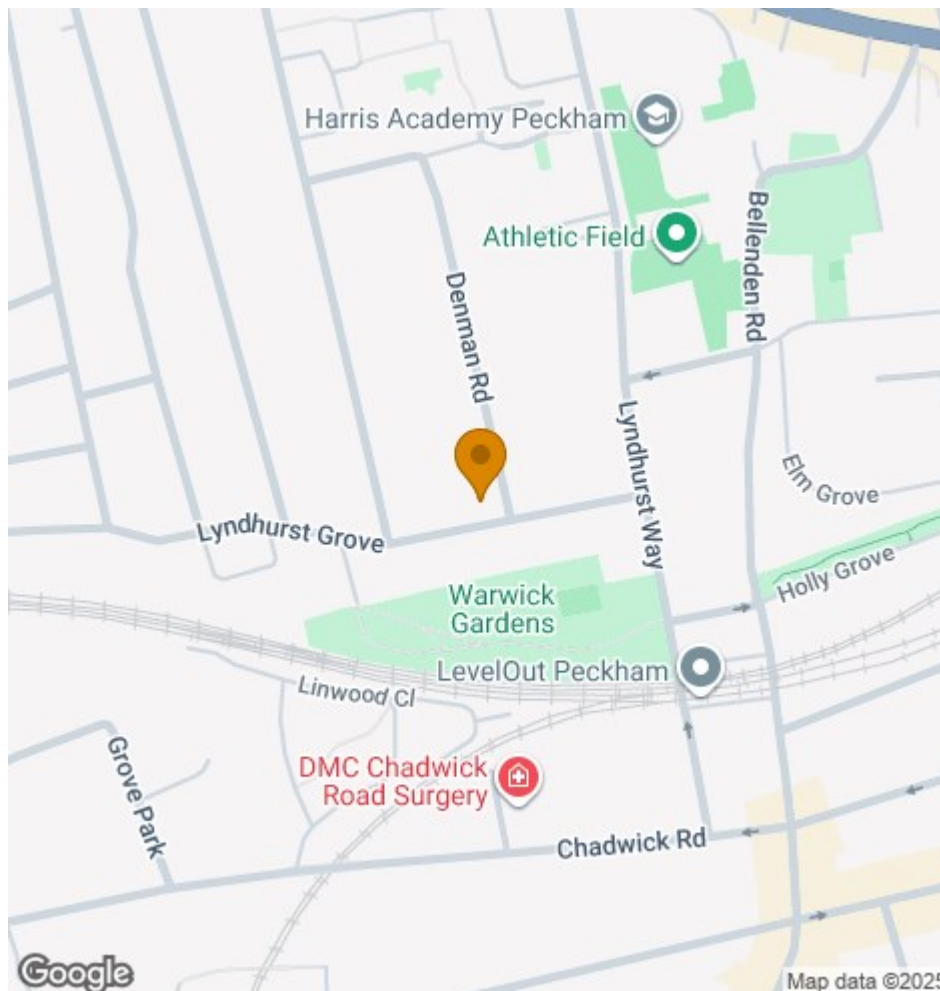 Harris Academy Peckham
Athletic Field
Bellenden Rd
Denman Rd
Lyndhurst Way
Elm Grove
Lyndhurst Grove
Holly Grove
Warwick
Gardens
LevelOut Peckham
Linwood Cl
Grove Park
DMC Chadwick
Road Surgery
Chadwick Rd
Google
Map data ©2025